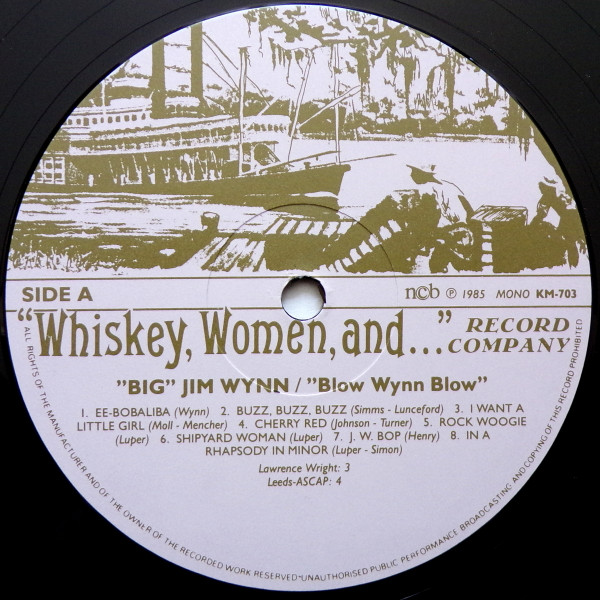 SIDE A
ncb ℗ 1985 MONO KM-703
"Whiskey, Women, and..." RECORD
COMPANY
"BIG" JIM WYNN / "Blow Wynn Blow"
1. EE-BOBALIBA (Wynn) 2. BUZZ, BUZZ, BUZZ (Simms - Lunceford) 3. I WANT A
LITTLE GIRL (Moll - Mencher) 4. CHERRY RED (Johnson - Turner) 5. ROCK WOOGIE
(Luper) 6. SHIPYARD WOMAN (Luper) 7. J. W. BOP (Henry) 8. IN A
RHAPSODY IN MINOR (Luper - Simon)
Lawrence Wright: 3
Leeds-ASCAP: 4
ALL RIGHTS OF THE MANUFACTURER AND OF THE OWNER OF THE RECORDED WORK RESERVED•UNAUTHORISED PUBLIC PERFORMANCE BROADCASTING AND COPYING OF THIS RECORD PROHIBITED